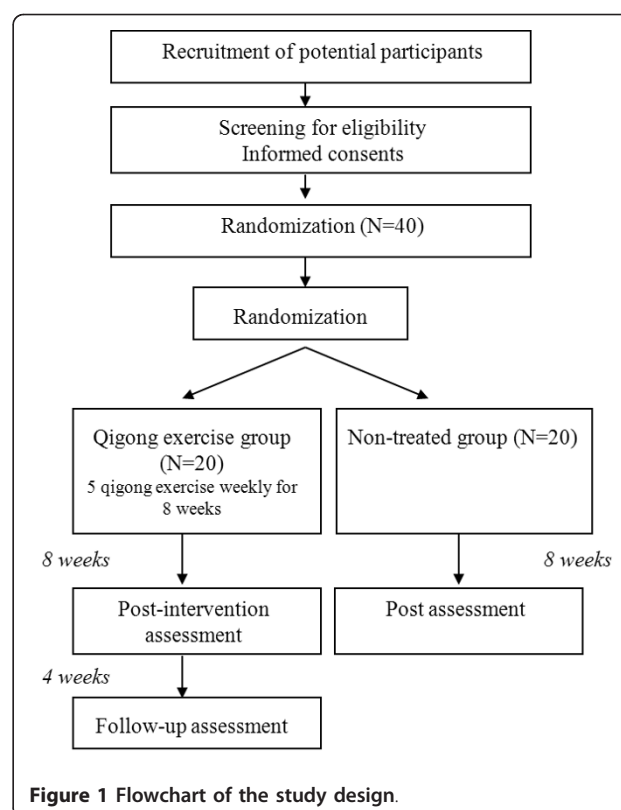 Recruitment of potential participants
Screening for eligibility
Informed consents
Randomization (N=40)
Randomization
Qigong exercise group
(N=20)
5 qigong exercise weekly for
8 weeks
Non-treated group (N=20)
8 weeks
8 weeks
Post-intervention
assessment
Post assessment
4 weeks
Follow-up assessment
Figure 1 Flowchart of the study design.